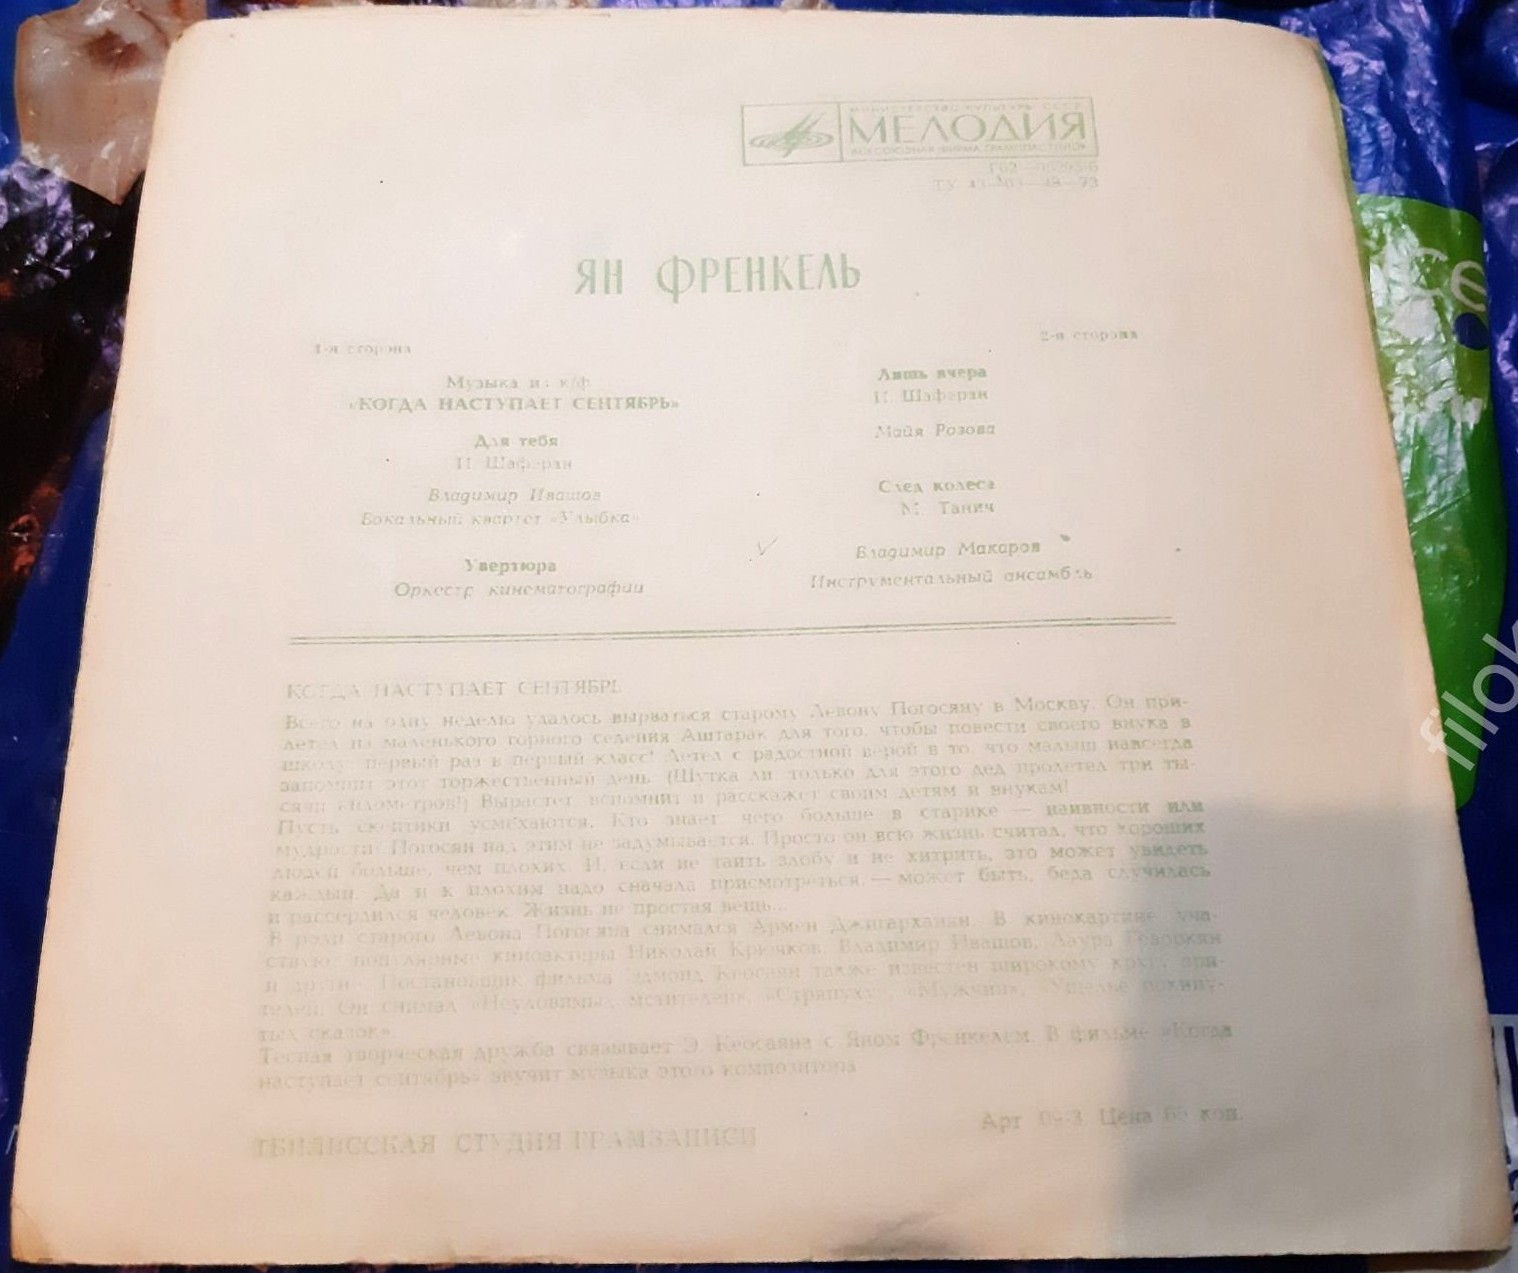 МИНИСТЕРСТВО КУЛЬТУРЫ СССР
МЕЛОДИЯ
ВСЕСОЮЗНАЯ ФИРМА ГРАМПЛАСТИНОК
ЯН ФРЕНКЕЛЬ
1-я сторона
Музыка из к/ф
«КОГДА НАСТУПАЕТ СЕНТЯБРЬ»
Для тебя
И. Шаферан
Владимир Ивашов
Вокальный квартет «Улыбка»
Увертюра
Оркестр кинематографии
2-я сторона
Лишь вчера
И. Шаферан
Майя Розова
След колеса
М. Танич
Владимир Макаров
Инструментальный ансамбль
КОГДА НАСТУПАЕТ СЕНТЯБРЬ
Всего на одну неделю удалось вырваться старому Левону Погосяну в Москву. Он при-
летел из маленького горного селения Аштарак для того, чтобы повести своего внука в
школу: первый раз в первый класс! Летел с радостной верой в то, что малыш навсегда
запомнит этот торжественный день. (Шутка ли, только для этого дед пролетел три ты-
сячи километров!) Вырастет, вспомнит и расскажет своим детям и внукам!
Пусть скептики усмехаются. Кто знает, чего больше в старике — наивности или
мудрости! Погосян над этим не задумывается. Просто он всю жизнь считал, что хороших
людей больше, чем плохих. И, если не таить злобу и не хитрить, это может увидеть
каждый. Да и к плохим надо сначала присмотреться, — может быть, беда случилась
и рассердился человек. Жизнь не простая вещь...
В роли старого Левона Погосяна снимался Армен Джигарханян. В кинокартине уча-
ствуют популярные киноактеры Николай Крючков, Владимир Ивашов, Лаура Геворкян
и другие. Постановщик фильма Эдмонд Кеосаян также известен широкому кругу зри-
телей. Он снимал «Неуловимых мстителей», «Стряпуху», «Мужчин», «Ущелье покину-
тых сказок».
Тесная творческая дружба связывает Э. Кеосаяна с Яном Френкелем. В фильме «Когда
наступает сентябрь» звучит музыка этого композитора
ТБИЛИССКАЯ СТУДИЯ ГРАМЗАПИСИ
Арт Цена коп.
filok